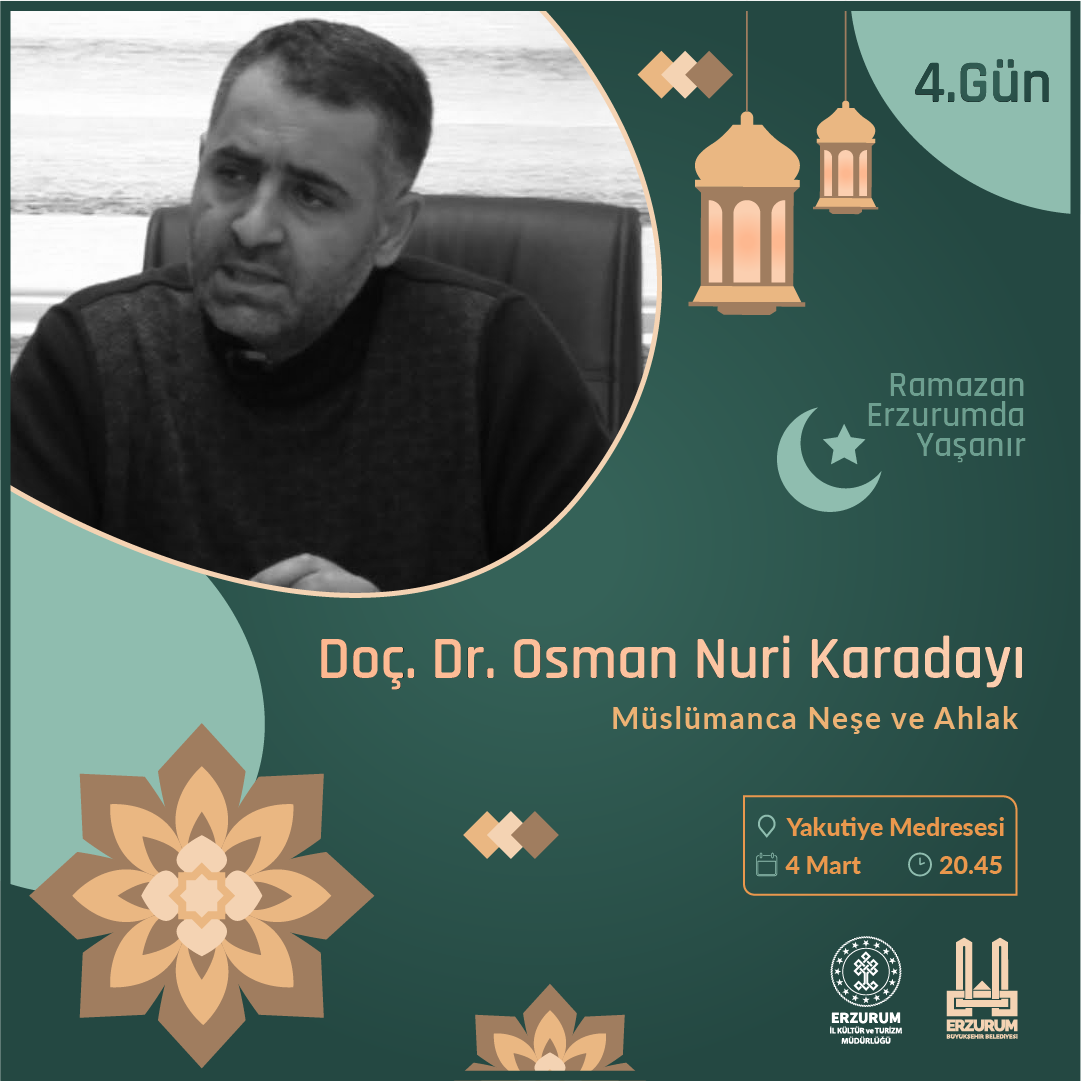 4.Gün
Ramazan
Erzurumda
Yaşanır
Doç. Dr. Osman Nuri Karadayı
Müslümanca Neşe ve Ahlak
Yakutiye Medresesi
4 Mart 20.45
ERZURUM
İL KÜLTÜR ve TURİZM
MÜDÜRLÜĞÜ
ERZURUM
BÜYÜKŞEHİR BELEDİYESİ